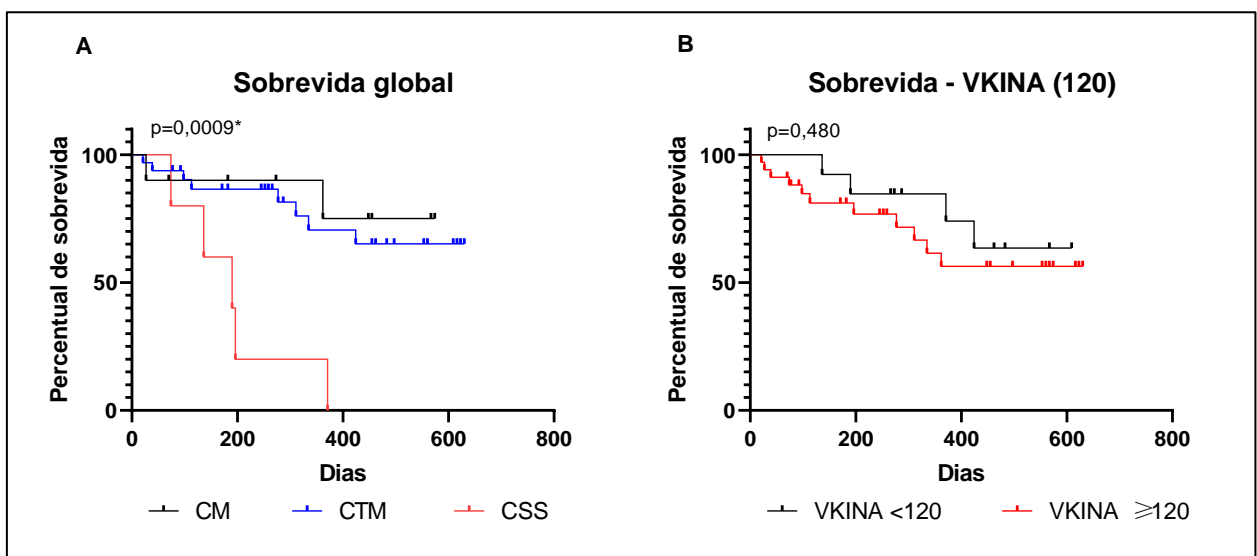 A
Sobrevida global
p=0,0009*
Percentual de sobrevida
100
50
0
0 200 400 600 800
Dias
CM CTM CSS
B
Sobrevida - VKINA (120)
p=0,480
Percentual de sobrevida
100
50
0
0 200 400 600 800
Dias
VKINA <120 VKINA ⩾120